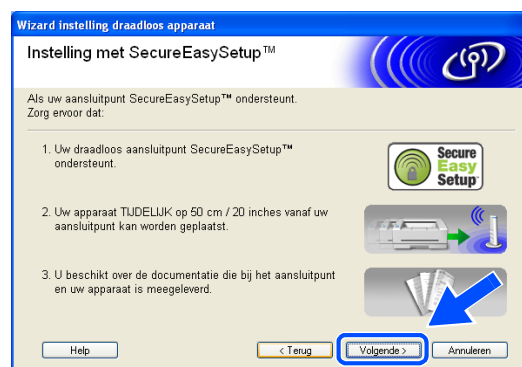 Wizard instelling draadloos apparaat
Instelling met SecureEasySetup™
Als uw aansluitpunt SecureEasySetup™ ondersteunt.
Zorg ervoor dat:
1. Uw draadloos aansluitpunt SecureEasySetup™
ondersteunt.
Secure
Easy
Setup
2. Uw apparaat TIJDELIJK op 50 cm / 20 inches vanaf uw
aansluitpunt kan worden geplaatst.
3. U beschikt over de documentatie die bij het aansluitpunt
en uw apparaat is meegeleverd.
Help
< Terug
Volgende >
Annuleren